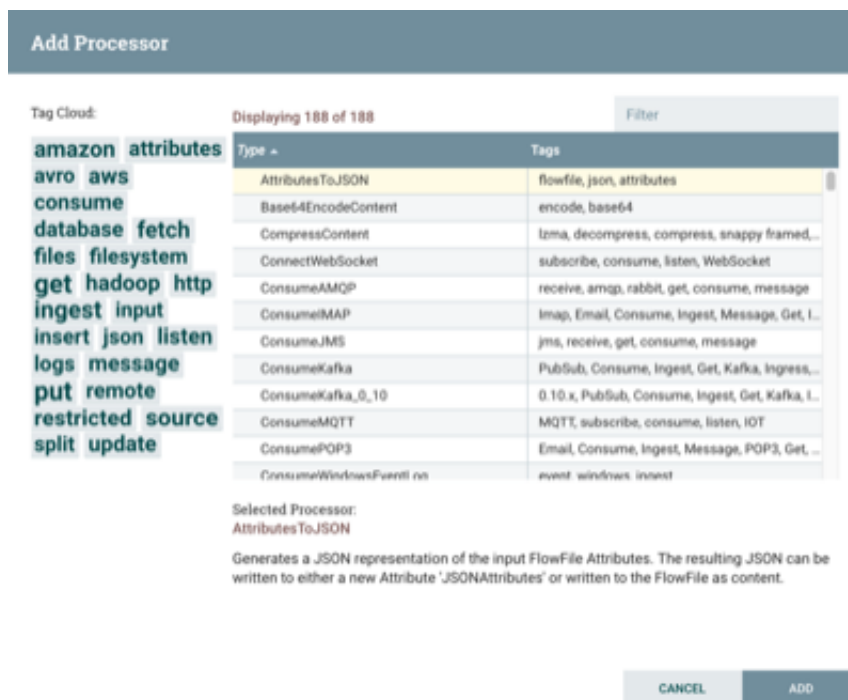 Add Processor
Tag Cloud:
amazon attributes
avro aws
consume
database fetch
files filesystem
get hadoop http
ingest input
insert json listen
logs message
put remote
restricted source
split update
Displaying 188 of 188
Filter
Type Tags
AttributesToJSON flowfile, json, attributes
Base64EncodeContent encode, base64
CompressContent lzma, decompress, compress, snappy framed,...
ConnectWebSocket subscribe, consume, listen, WebSocket
ConsumeAMQP receive, amqp, rabbit, get, consume, message
ConsumeIMAP Imap, Email, Consume, Ingest, Message, Get, I...
ConsumeJMS jms, receive, get, consume, message
ConsumeKafka PubSub, Consume, Ingest, Get, Kafka, Ingress,...
ConsumeKafka_0_10 0.10.x, PubSub, Consume, Ingest, Get, Kafka, I...
ConsumeMQTT MQTT, subscribe, consume, listen, IOT
ConsumePOP3 Email, Consume, Ingest, Message, POP3, Get, ...
ConsumeWindowsEventLog event, windows, ingest
Selected Processor:
AttributesToJSON
Generates a JSON representation of the input FlowFile Attributes. The resulting JSON can be
written to either a new Attribute 'JSONAttributes' or written to the FlowFile as content.
CANCEL ADD